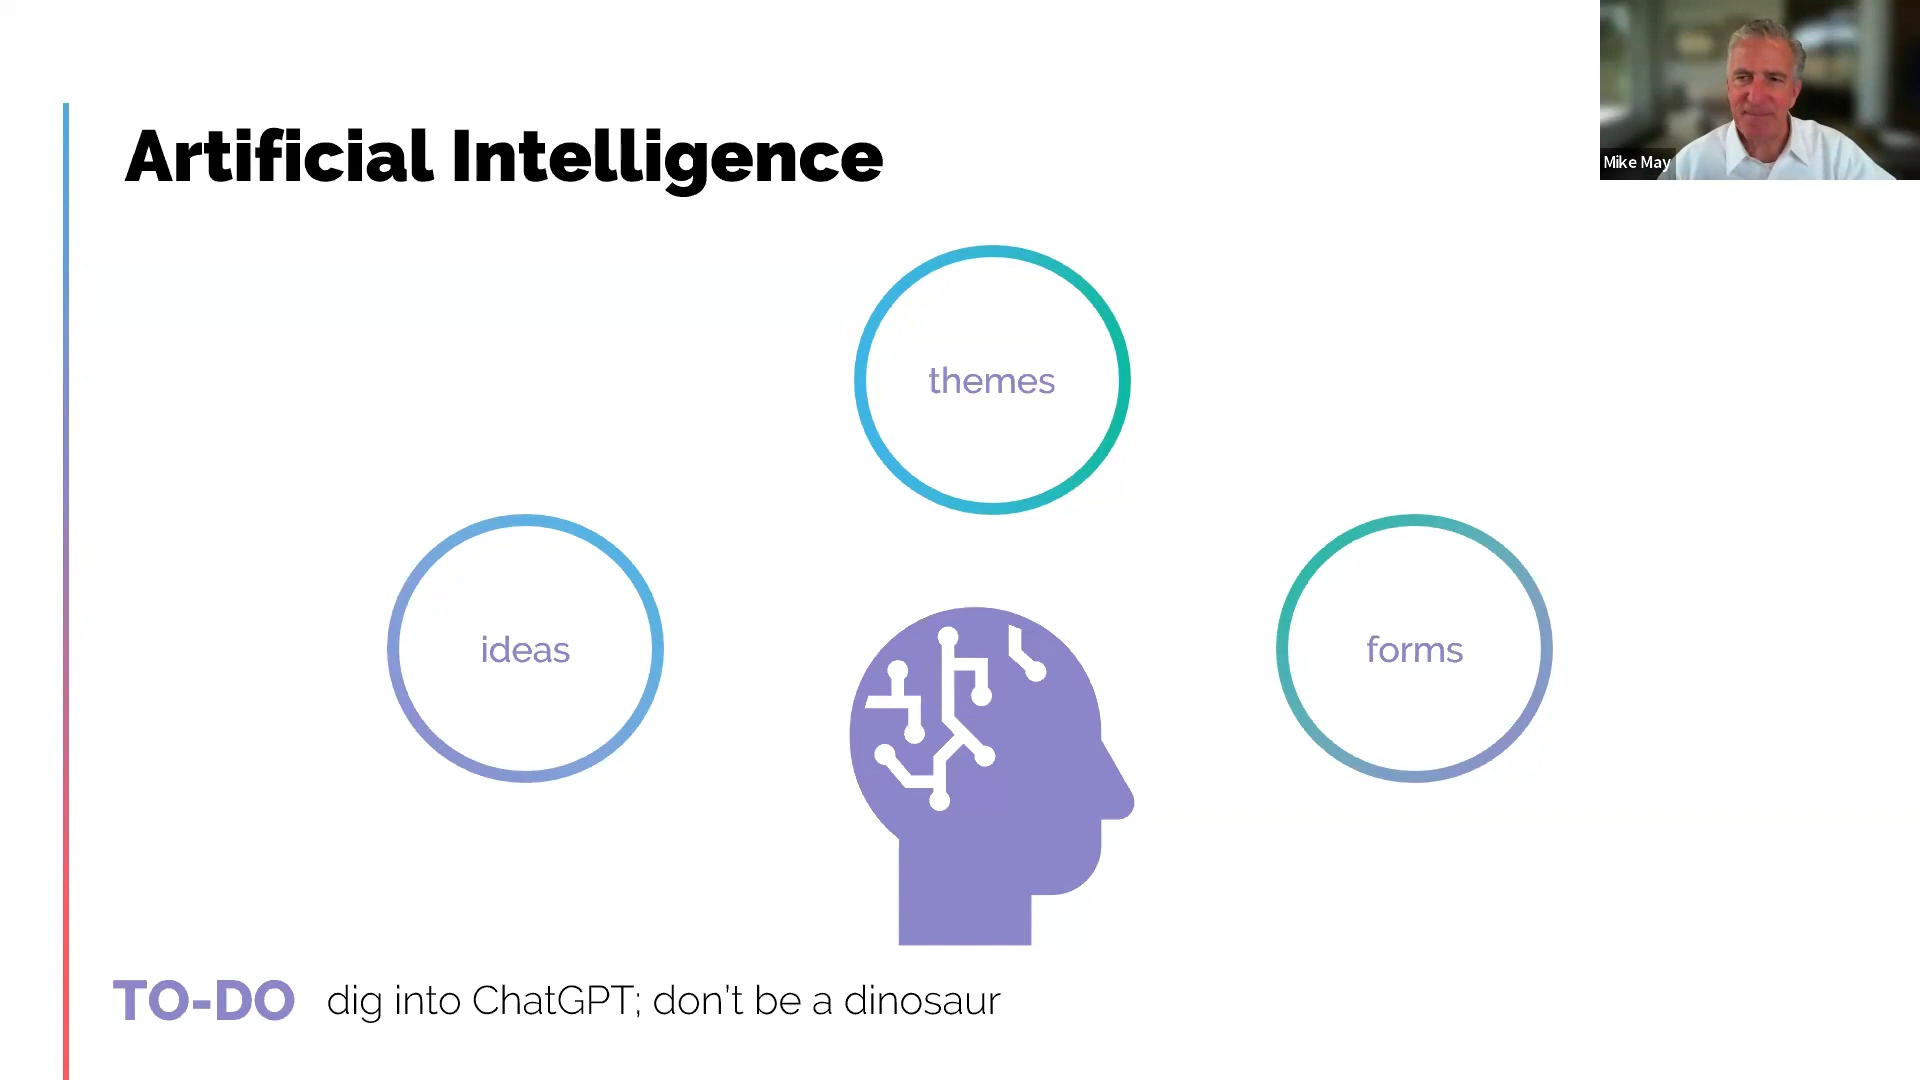 Artificial Intelligence
Mike May
themes
ideas
forms
TO-DO dig into ChatGPT; don't be a dinosaur